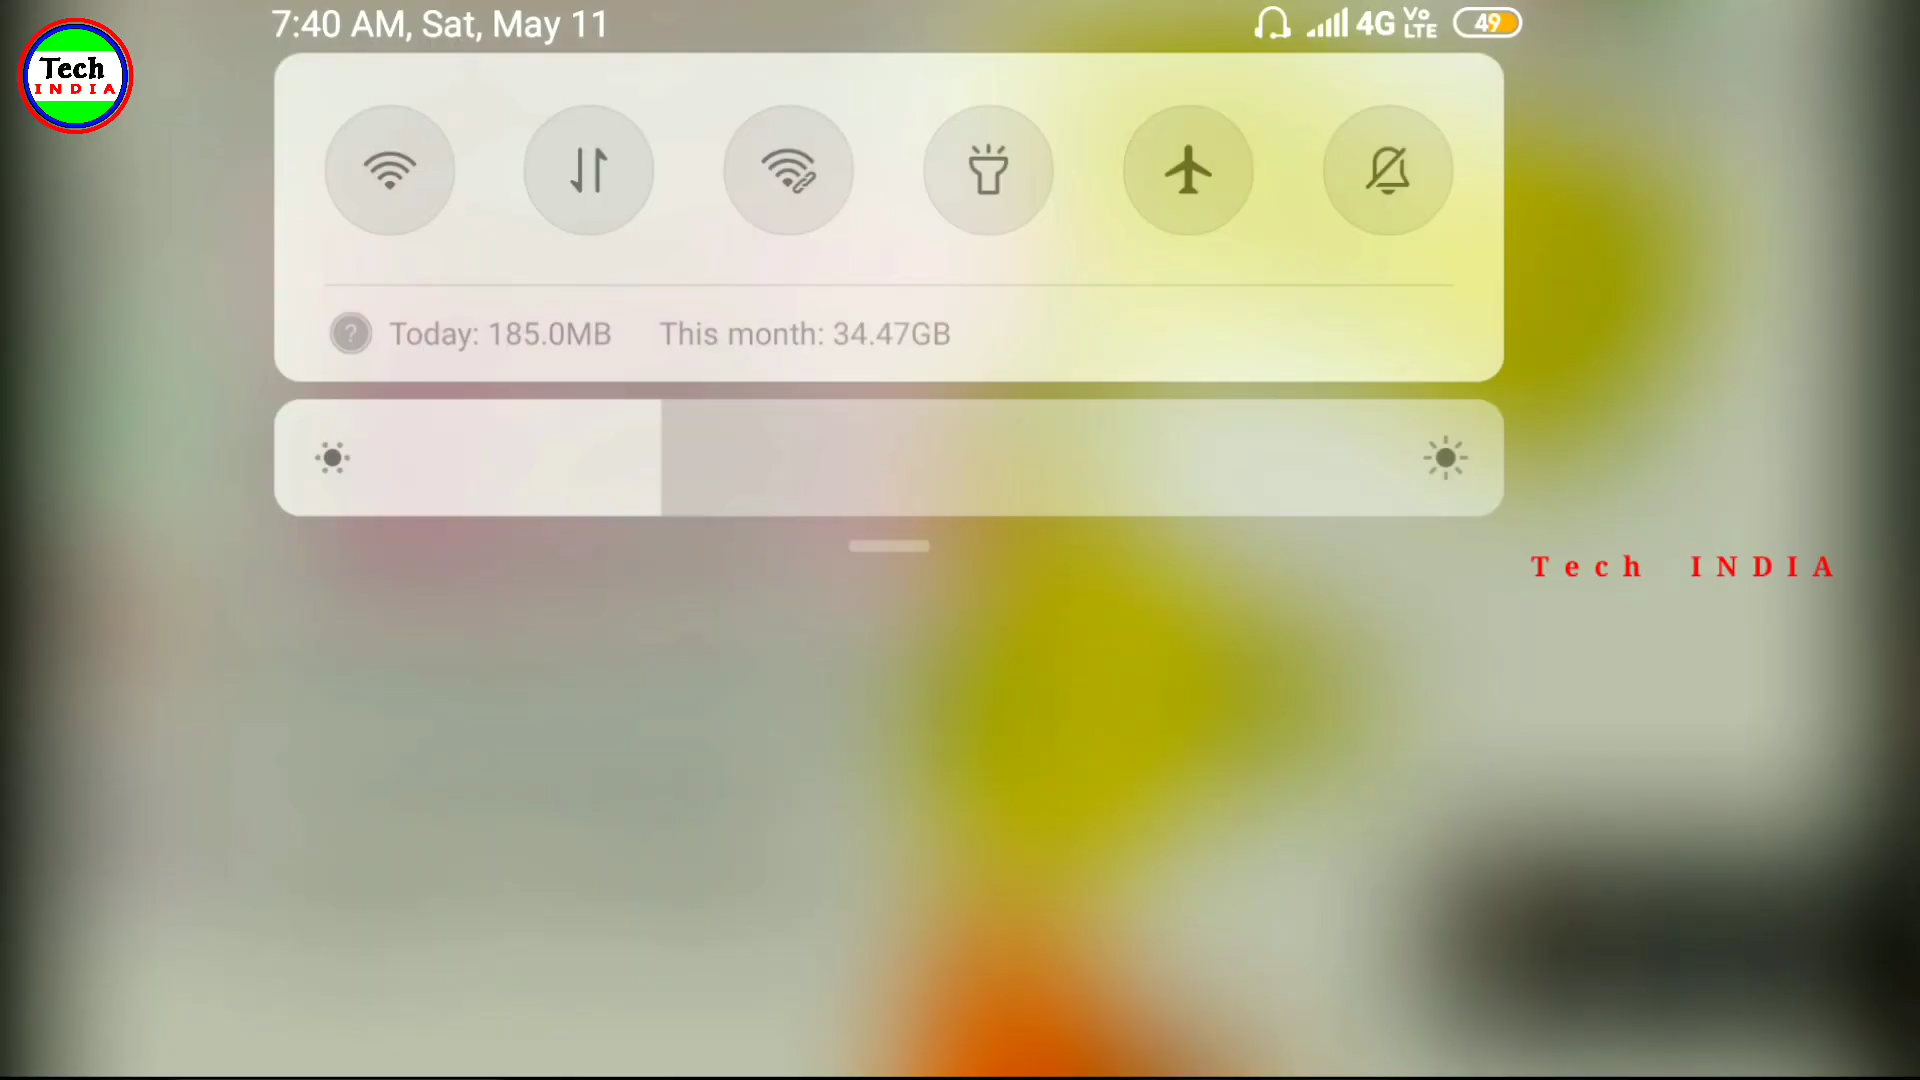 7:40 AM, Sat, May 11
4G Vo LTE 49
Tech
INDIA
? Today: 185.0MB This month: 34.47GB
Tech INDIA